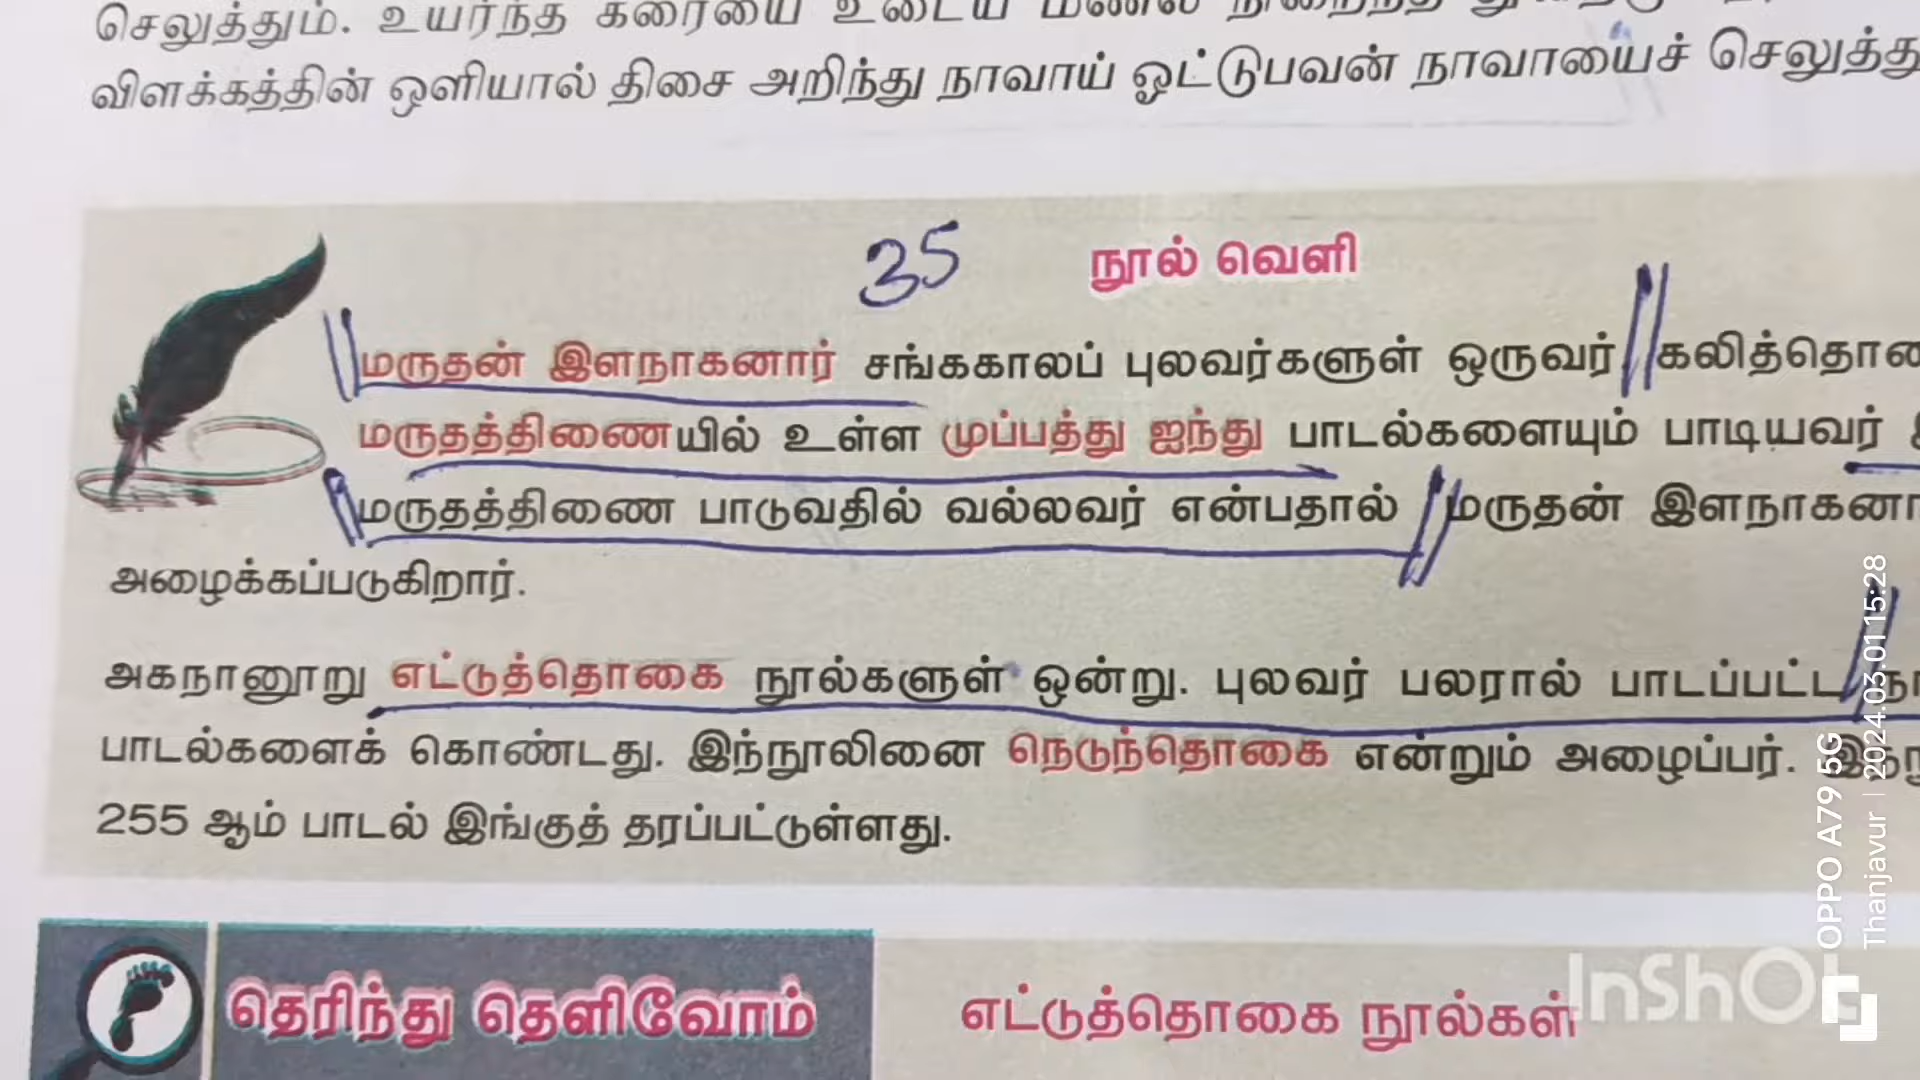 செலுத்தும். உயர்ந்த கரையை உடைய மணல்
விளக்கத்தின் ஒளியால் திசை அறிந்து நாவாய் ஓட்டுபவன் நாவாயைச் செலுத்து
35 நூல் வெளி
மருதன் இளநாகனார் சங்ககாலப் புலவர்களுள் ஒருவர் கலித்தொ
மருதத்திணையில் உள்ள முப்பத்து ஐந்து பாடல்களையும் பாடியவர்
மருதத்திணை பாடுவதில் வல்லவர் என்பதால் மருதன் இளநாகனா
அழைக்கப்படுகிறார்.
அகநானூறு எட்டுத்தொகை நூல்களுள் ஒன்று. புலவர் பலரால் பாடப்பட்ட
பாடல்களைக் கொண்டது. இந்நூலினை நெடுந்தொகை என்றும் அழைப்பர்.
255 ஆம் பாடல் இங்குத் தரப்பட்டுள்ளது.
தெரிந்து தெளிவோம்
எட்டுத்தொகை நூல்கள்
InShOt
OPPO A79 5G
Thanjavur | 2024.03.01 15:28